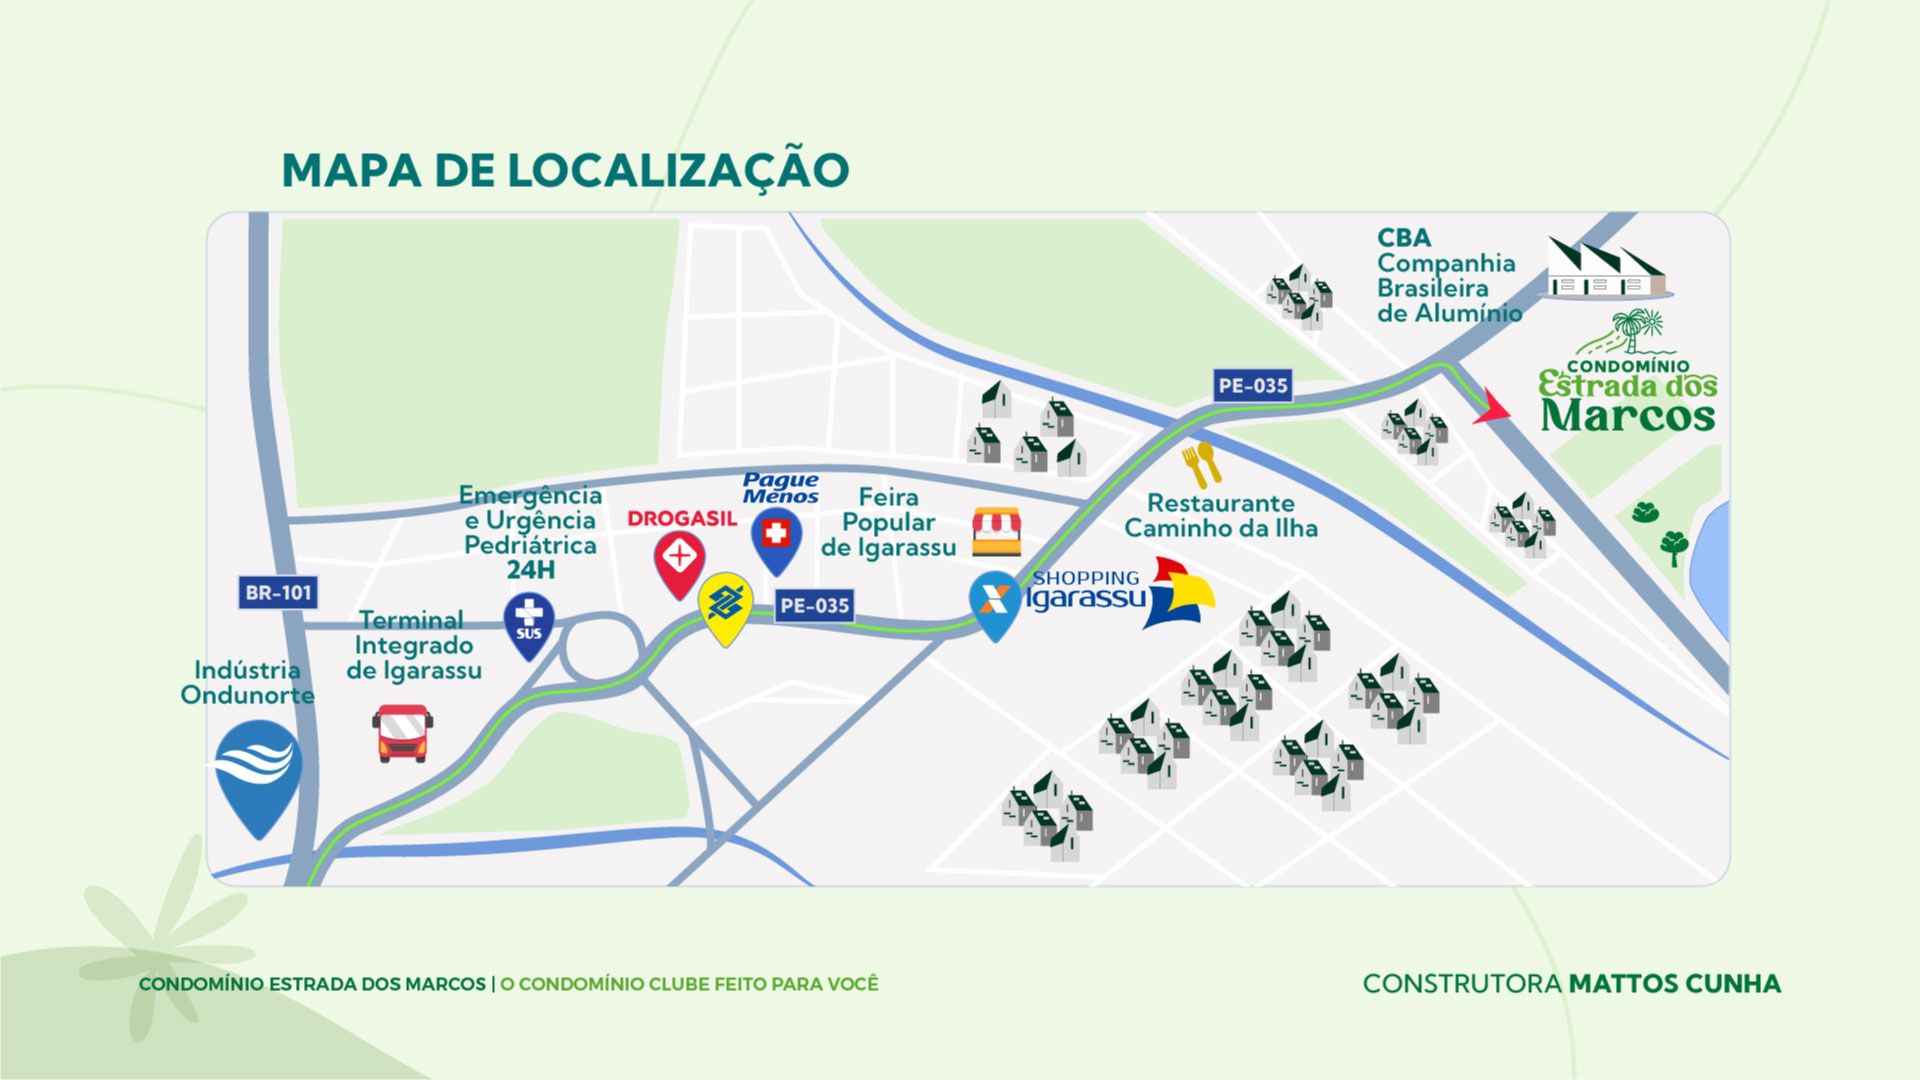 MAPA DE LOCALIZAÇÃO
CBA
Companhia
Brasileira
de Alumínio
CONDOMÍNIO
Estrada dos
Marcos
PE-035
Restaurante
Caminho da Ilha
Pague
Menos
Emergência
e Urgência
Pedriátrica
24H
DROGASIL
Feira
Popular
de Igarassu
SHOPPING
Igarassu
BR-101
PE-035
SUS
Terminal
Integrado
de Igarassu
Indústria
Ondunorte
CONDOMÍNIO ESTRADA DOS MARCOS | O CONDOMÍNIO CLUBE FEITO PARA VOCÊ
CONSTRUTORA MATTOS CUNHA